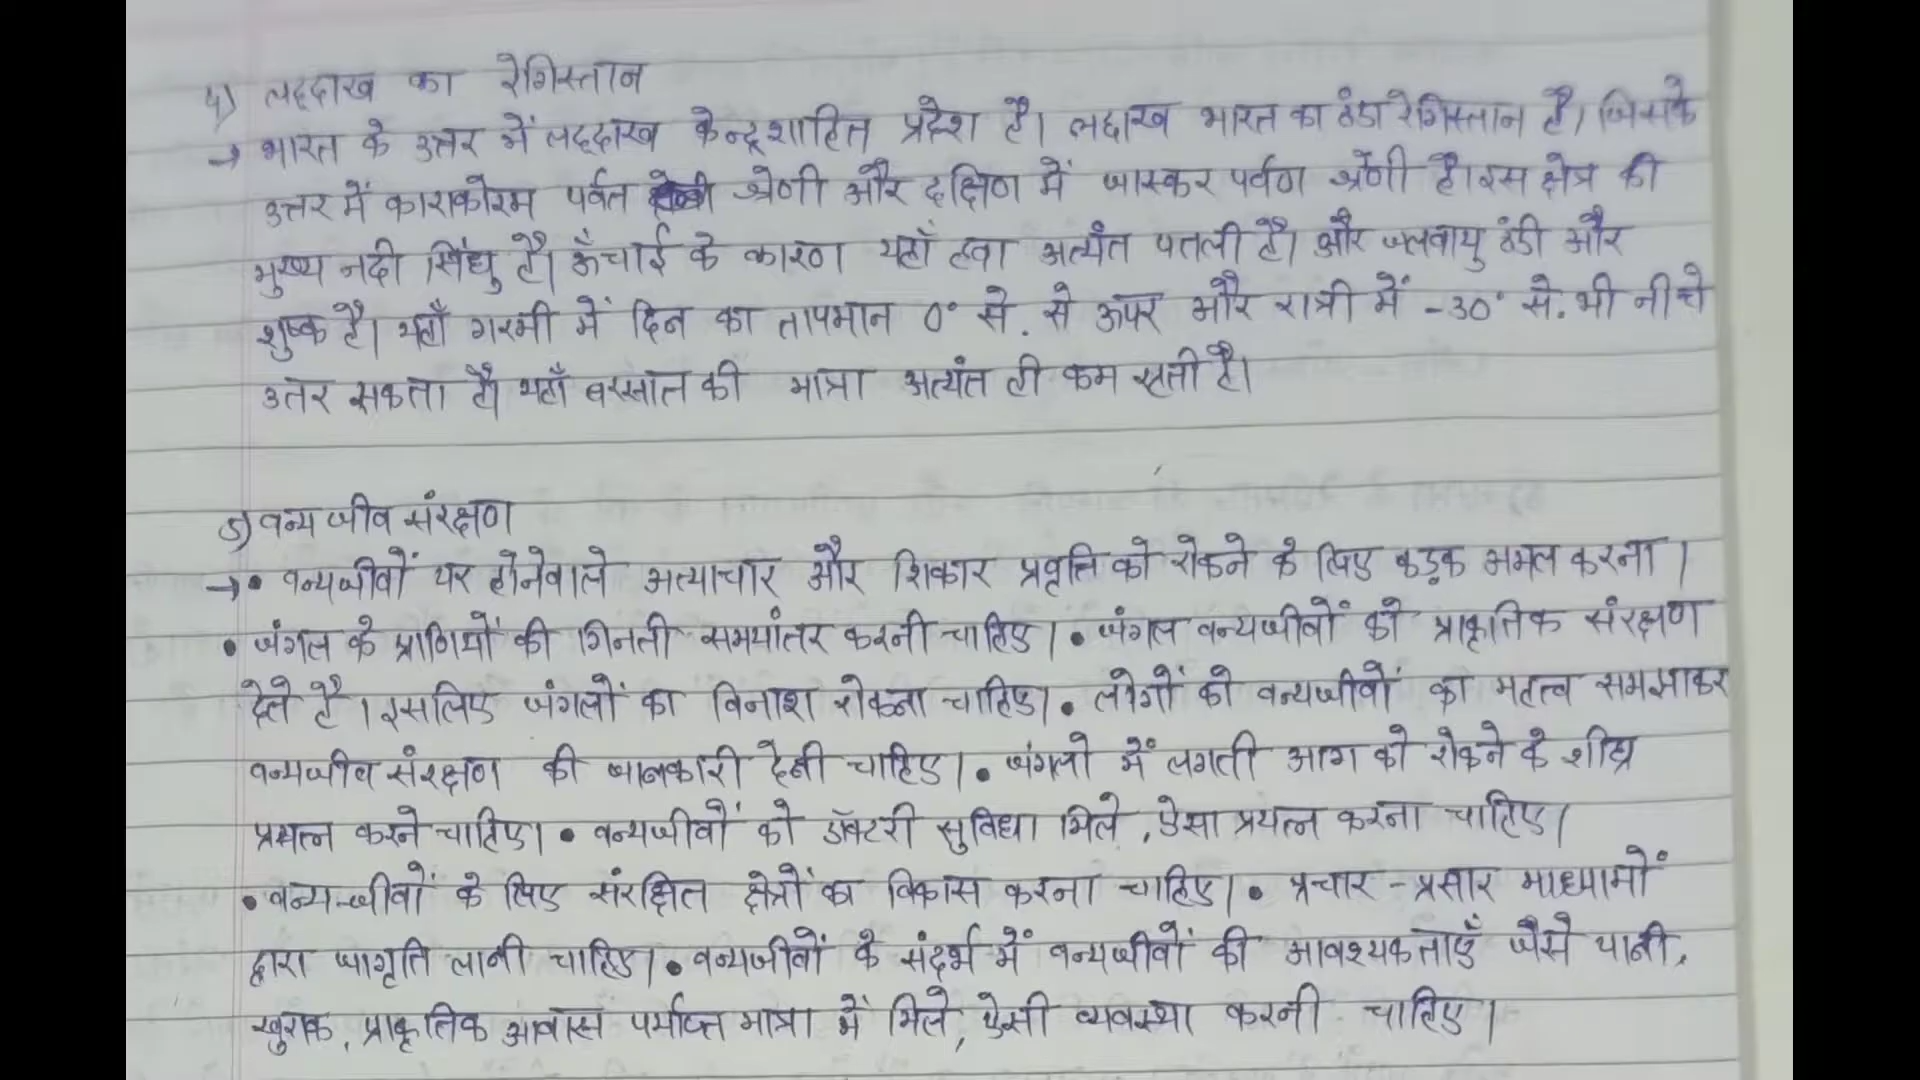 4) लद्दाख का रेगिस्तान
→ भारत के उत्तर में लद्दाख केन्द्रशाहित प्रदेश है। लद्दाख भारत का ठंडा रेगिस्तान है। जिसके
उत्तर में काराकोरम पर्वत श्रेणी और दक्षिण में जास्कर पर्वण श्रेणी है। इस क्षेत्र की
मुख्य नदी सिंधु है। ऊँचाई के कारण यहाँ हवा अत्यंत पतली है। और जलवायु ठंडी और
शुष्क है। यहाँ गरमी में दिन का तापमान 0° से. से ऊपर और रात्री में -30° से. भी नीचे
उतर सकता है। यहाँ बरसात की मात्रा अत्यंत ही कम रहती है।
5) वन्यजीव संरक्षण
→ • वन्यजीवों पर होनेवाले अत्याचार और शिकार प्रवृत्ति को रोकने के लिए कड़क अमल करना।
• जंगल के प्राणियों की गिनती समयांतर करनी चाहिए। • जंगल वन्यजीवों को प्राकृतिक संरक्षण
देते है। इसलिए जंगलों का विनाश रोकना चाहिए। • लोगों को वन्यजीवों का महत्व समझाकर
वन्यजीव संरक्षण की जानकारी देनी चाहिए। • जंगलो में लगती आग को रोकने के शीघ्र
प्रयत्न करने चाहिए। • वन्यजीवों को डॉक्टरी सुविधा मिले, ऐसा प्रयत्न करना चाहिए।
• वन्यजीवों के लिए संरक्षित क्षेत्रों का विकास करना चाहिए। • प्रचार - प्रसार माध्यामों
द्वारा जागृति लानी चाहिए। • वन्यजीवों के संदर्भ में वन्यजीवों की आवश्यकताएँ जैसे पानी,
खुराक, प्राकृतिक आवास पर्याप्त मात्रा में मिले, ऐसी व्यवस्था करनी चाहिए।